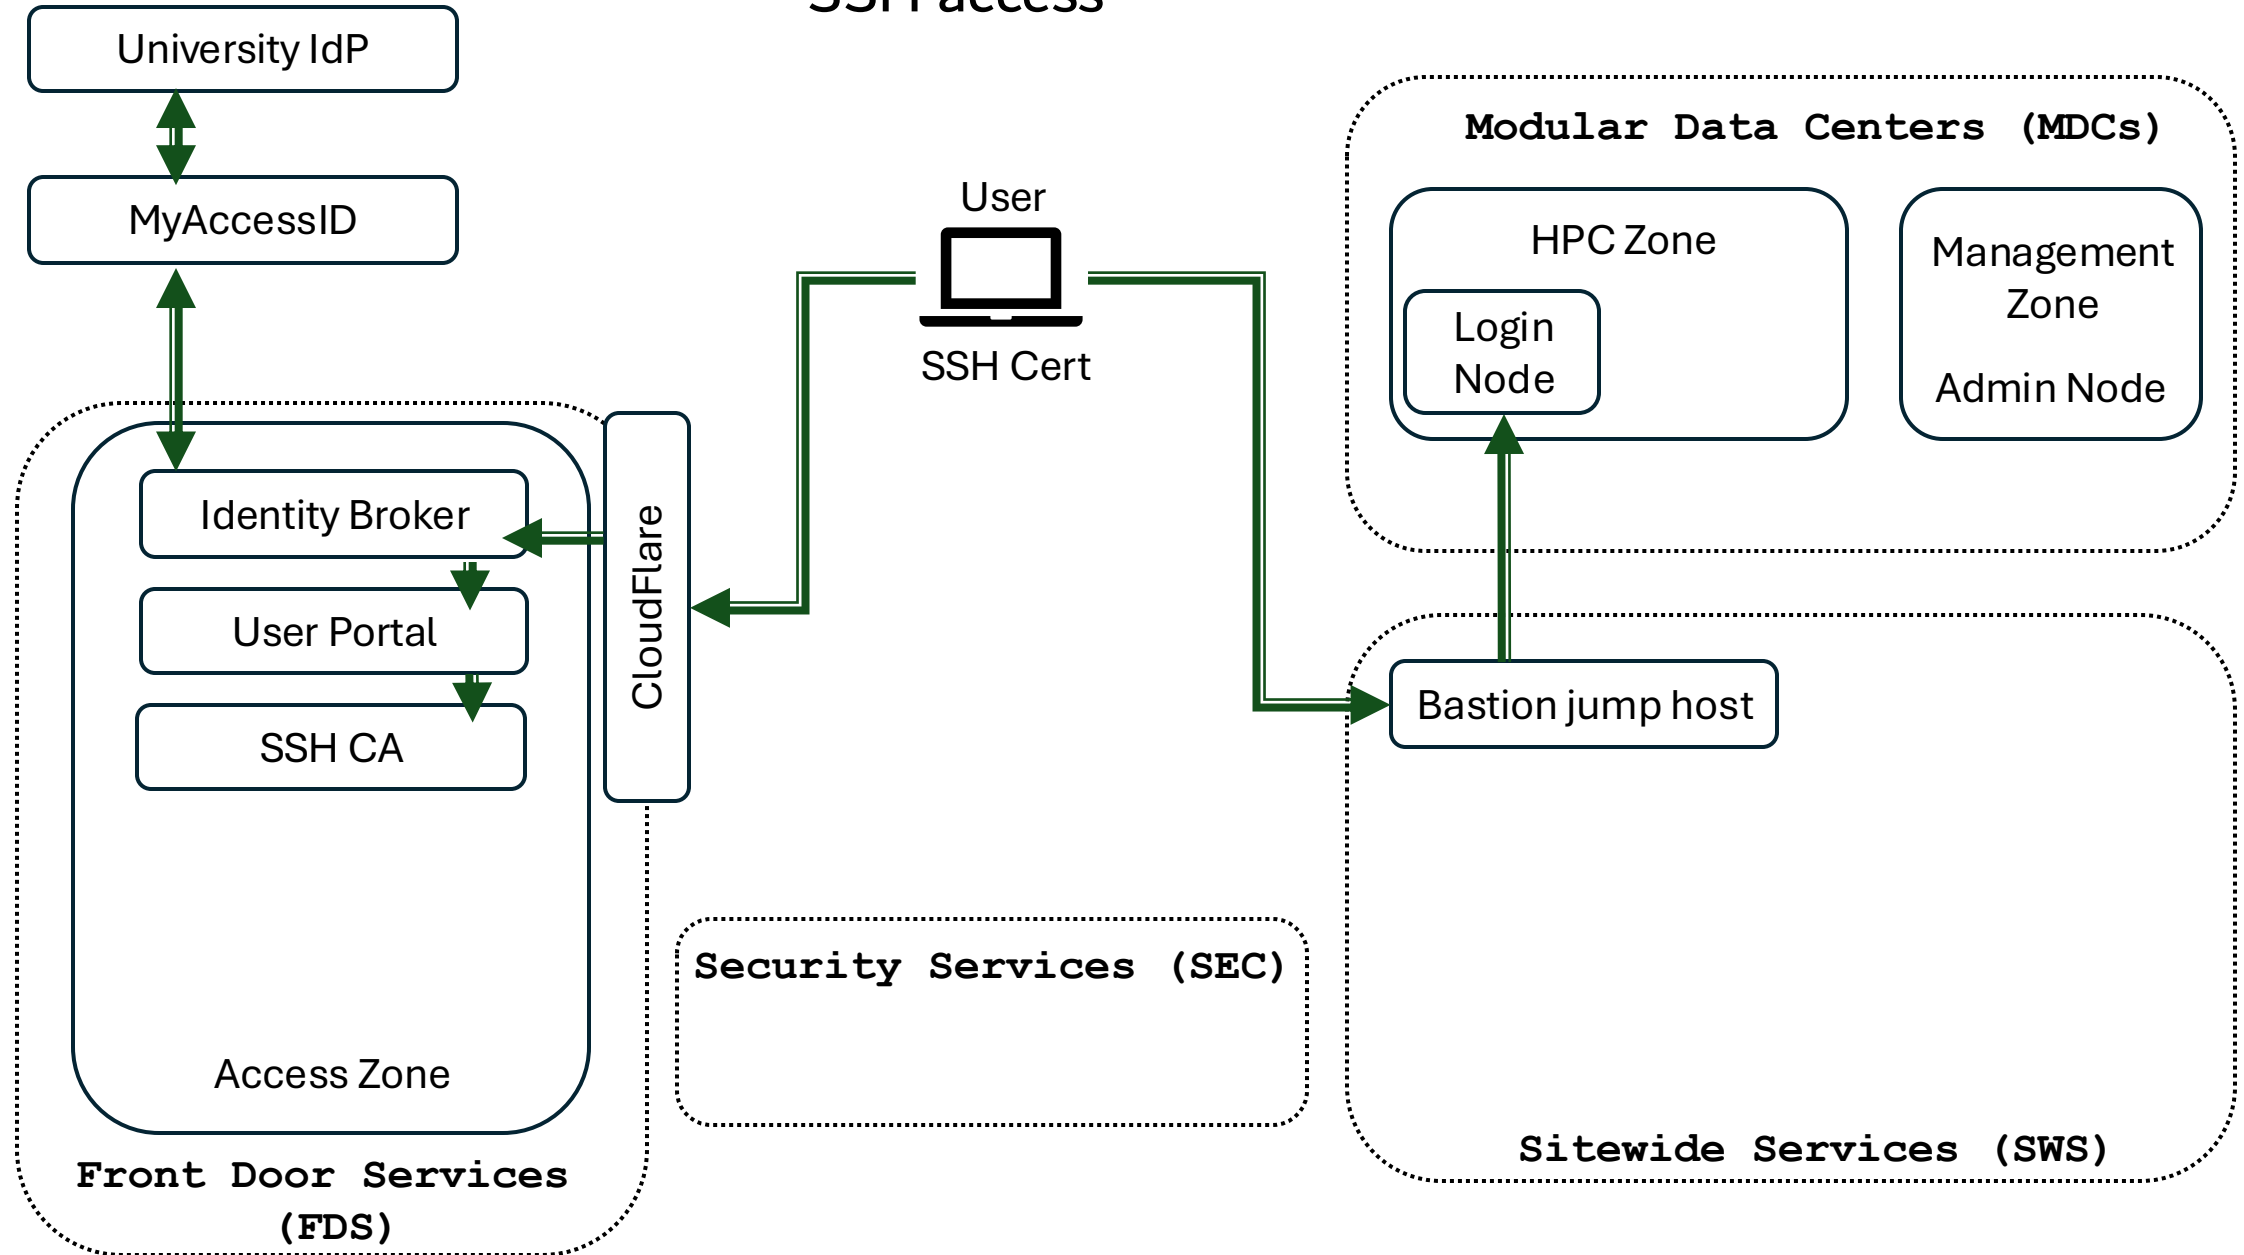 SSH access
University IdP
MyAccessID
User
SSH Cert
Modular Data Centers (MDCs)
HPC Zone
Login
Node
Management
Zone
Admin Node
Identity Broker
User Portal
SSH CA
CloudFlare
Bastion jump host
Access Zone
Front Door Services
(FDS)
Security Services (SEC)
Sitewide Services (SWS)